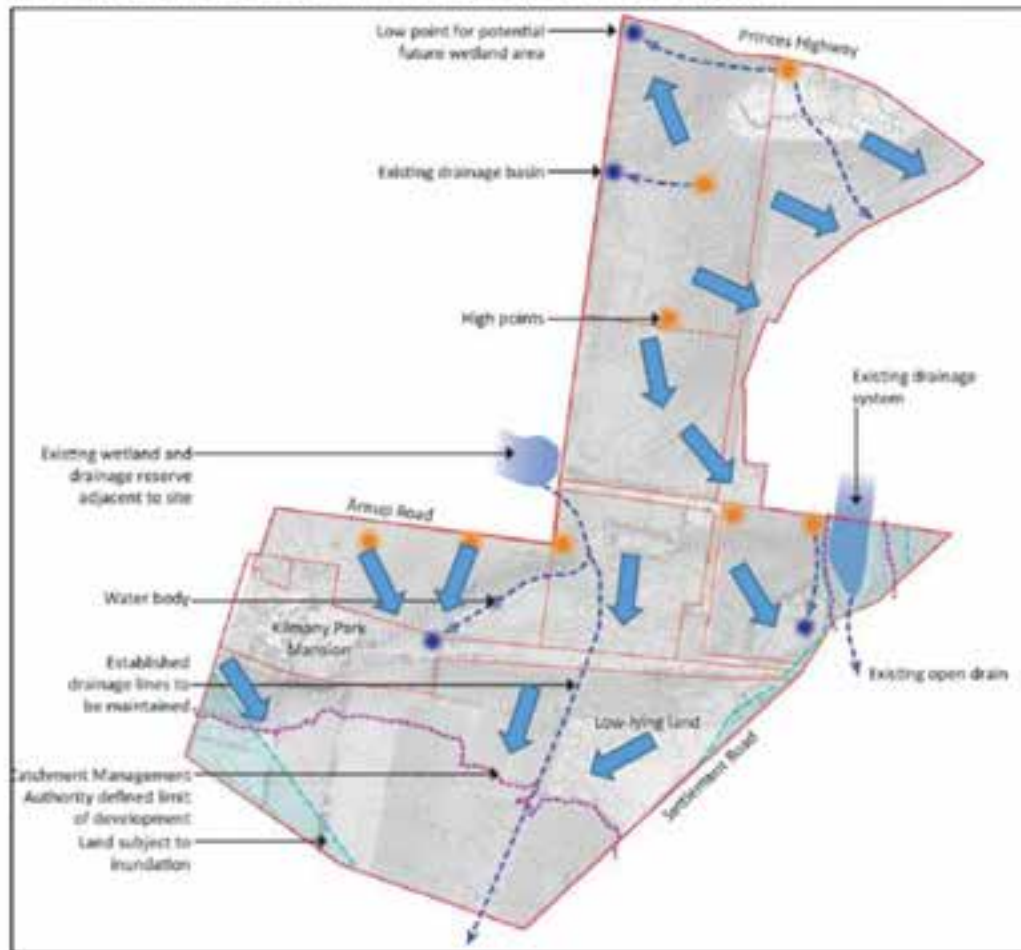 Low point for potential
future wetland area
Princes Highway
Existing drainage basin
High points
Existing drainage
system
Existing wetland and
drainage reserve
adjacent to site
Arnup Road
Water body
Kilmany Park
Mansion
Established
drainage lines to
be maintained
Existing open drain
Low-lying land
Settlement Road
Catchment Management
Authority defined limit
of development
Land subject to
inundation